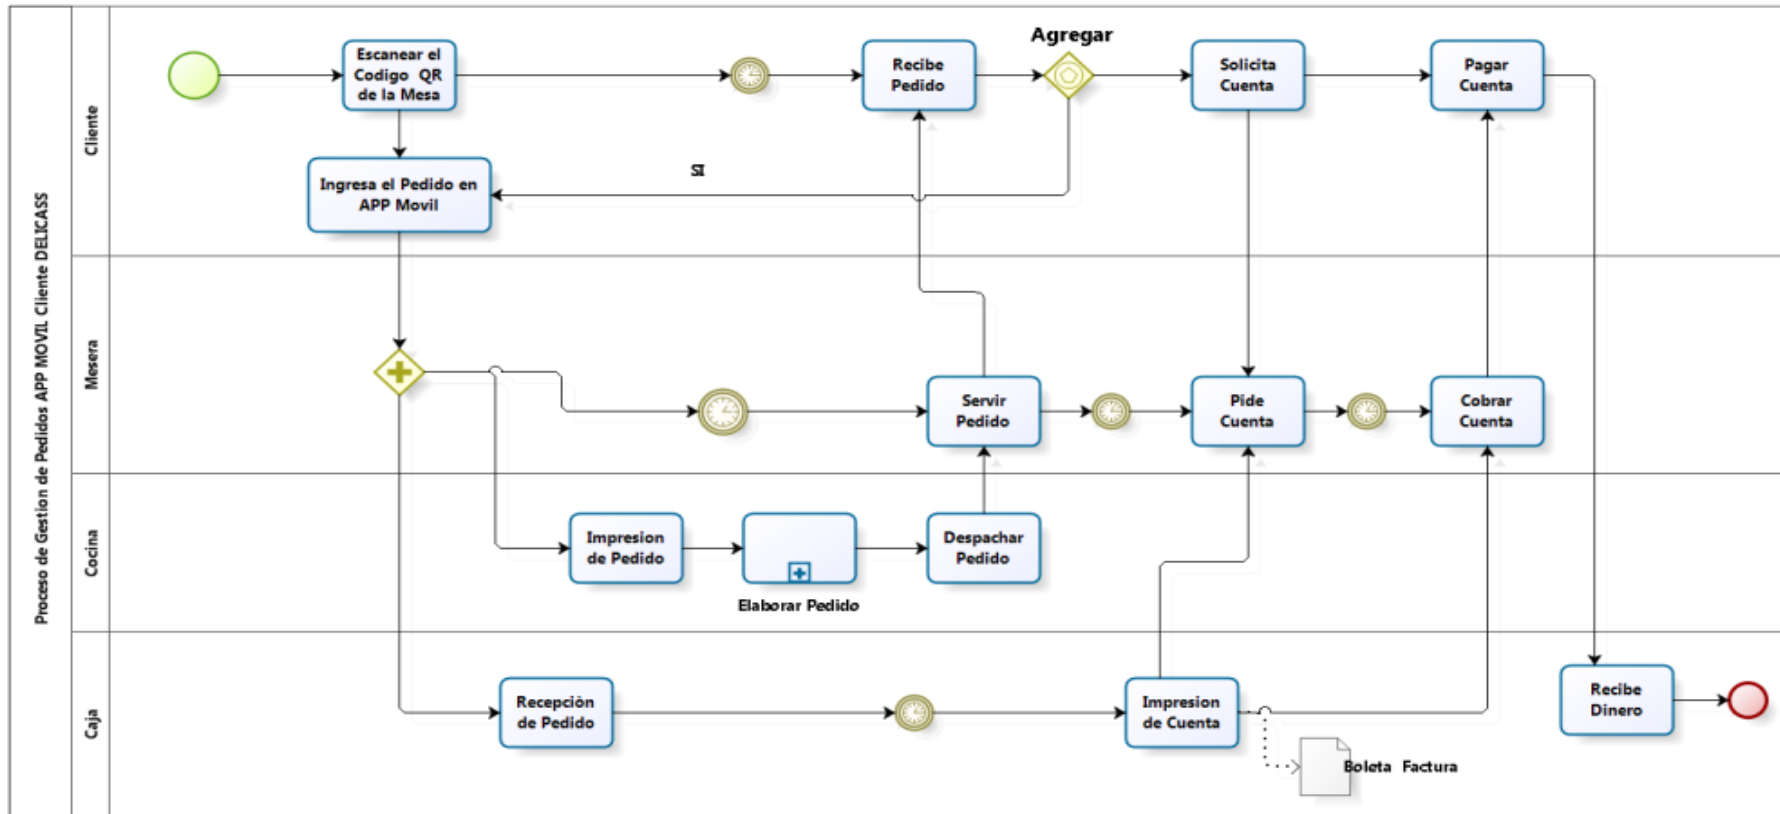 Proceso de Gestion de Pedidos APP MOVIL Cliente DELICASS
Cliente
Escanear el
Codigo QR
de la Mesa
Recibe
Pedido
Agregar
Solicita
Cuenta
Pagar
Cuenta
SI
Ingresa el Pedido en
APP Movil
Mesera
Servir
Pedido
Pide
Cuenta
Cobrar
Cuenta
Cocina
Impresion
de Pedido
Elaborar Pedido
Despachar
Pedido
Caja
Recepciòn
de Pedido
Impresion
de Cuenta
Boleta Factura
Recibe
Dinero